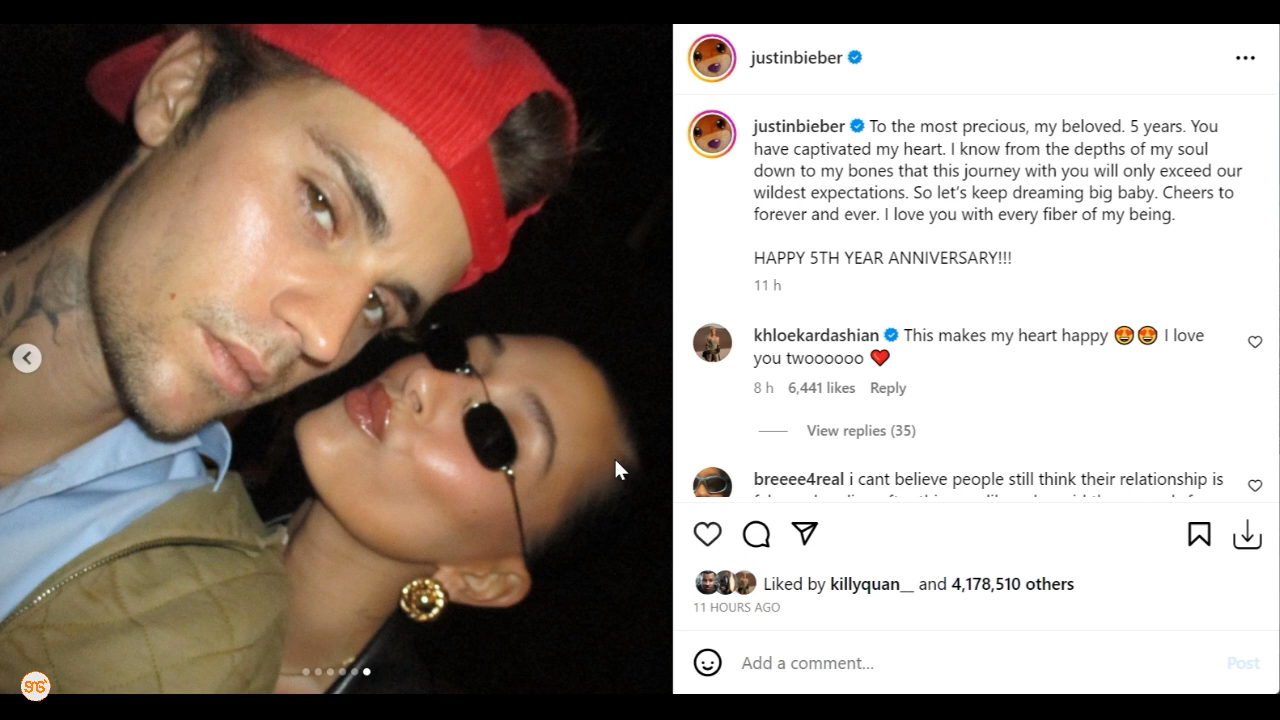 justinbieber
justinbieber To the most precious, my beloved. 5 years. You
have captivated my heart. I know from the depths of my soul
down to my bones that this journey with you will only exceed our
wildest expectations. So let’s keep dreaming big baby. Cheers to
forever and ever. I love you with every fiber of my being.
HAPPY 5TH YEAR ANNIVERSARY!!!
11 h
khloekardashian This makes my heart happy 😍😍 I love
you twoooooo ❤️
8 h 6,441 likes Reply
View replies (35)
breeee4real i cant believe people still think their relationship is
Liked by killyquan__ and 4,178,510 others
11 HOURS AGO
Add a comment...
Post